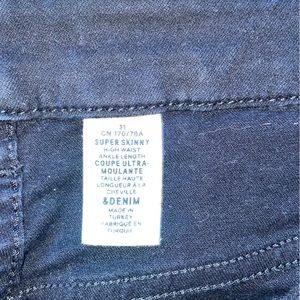 31
CN 170/78A
SUPER SKINNY
HIGH WAIST
ANKLE LENGTH
COUPE ULTRA-
MOULANTE
TAILLE HAUTE
LONGUEUR À LA
CHEVILLE
&DENIM
MADE IN
TURKEY
FABRIQUÉ EN
TURQUIE